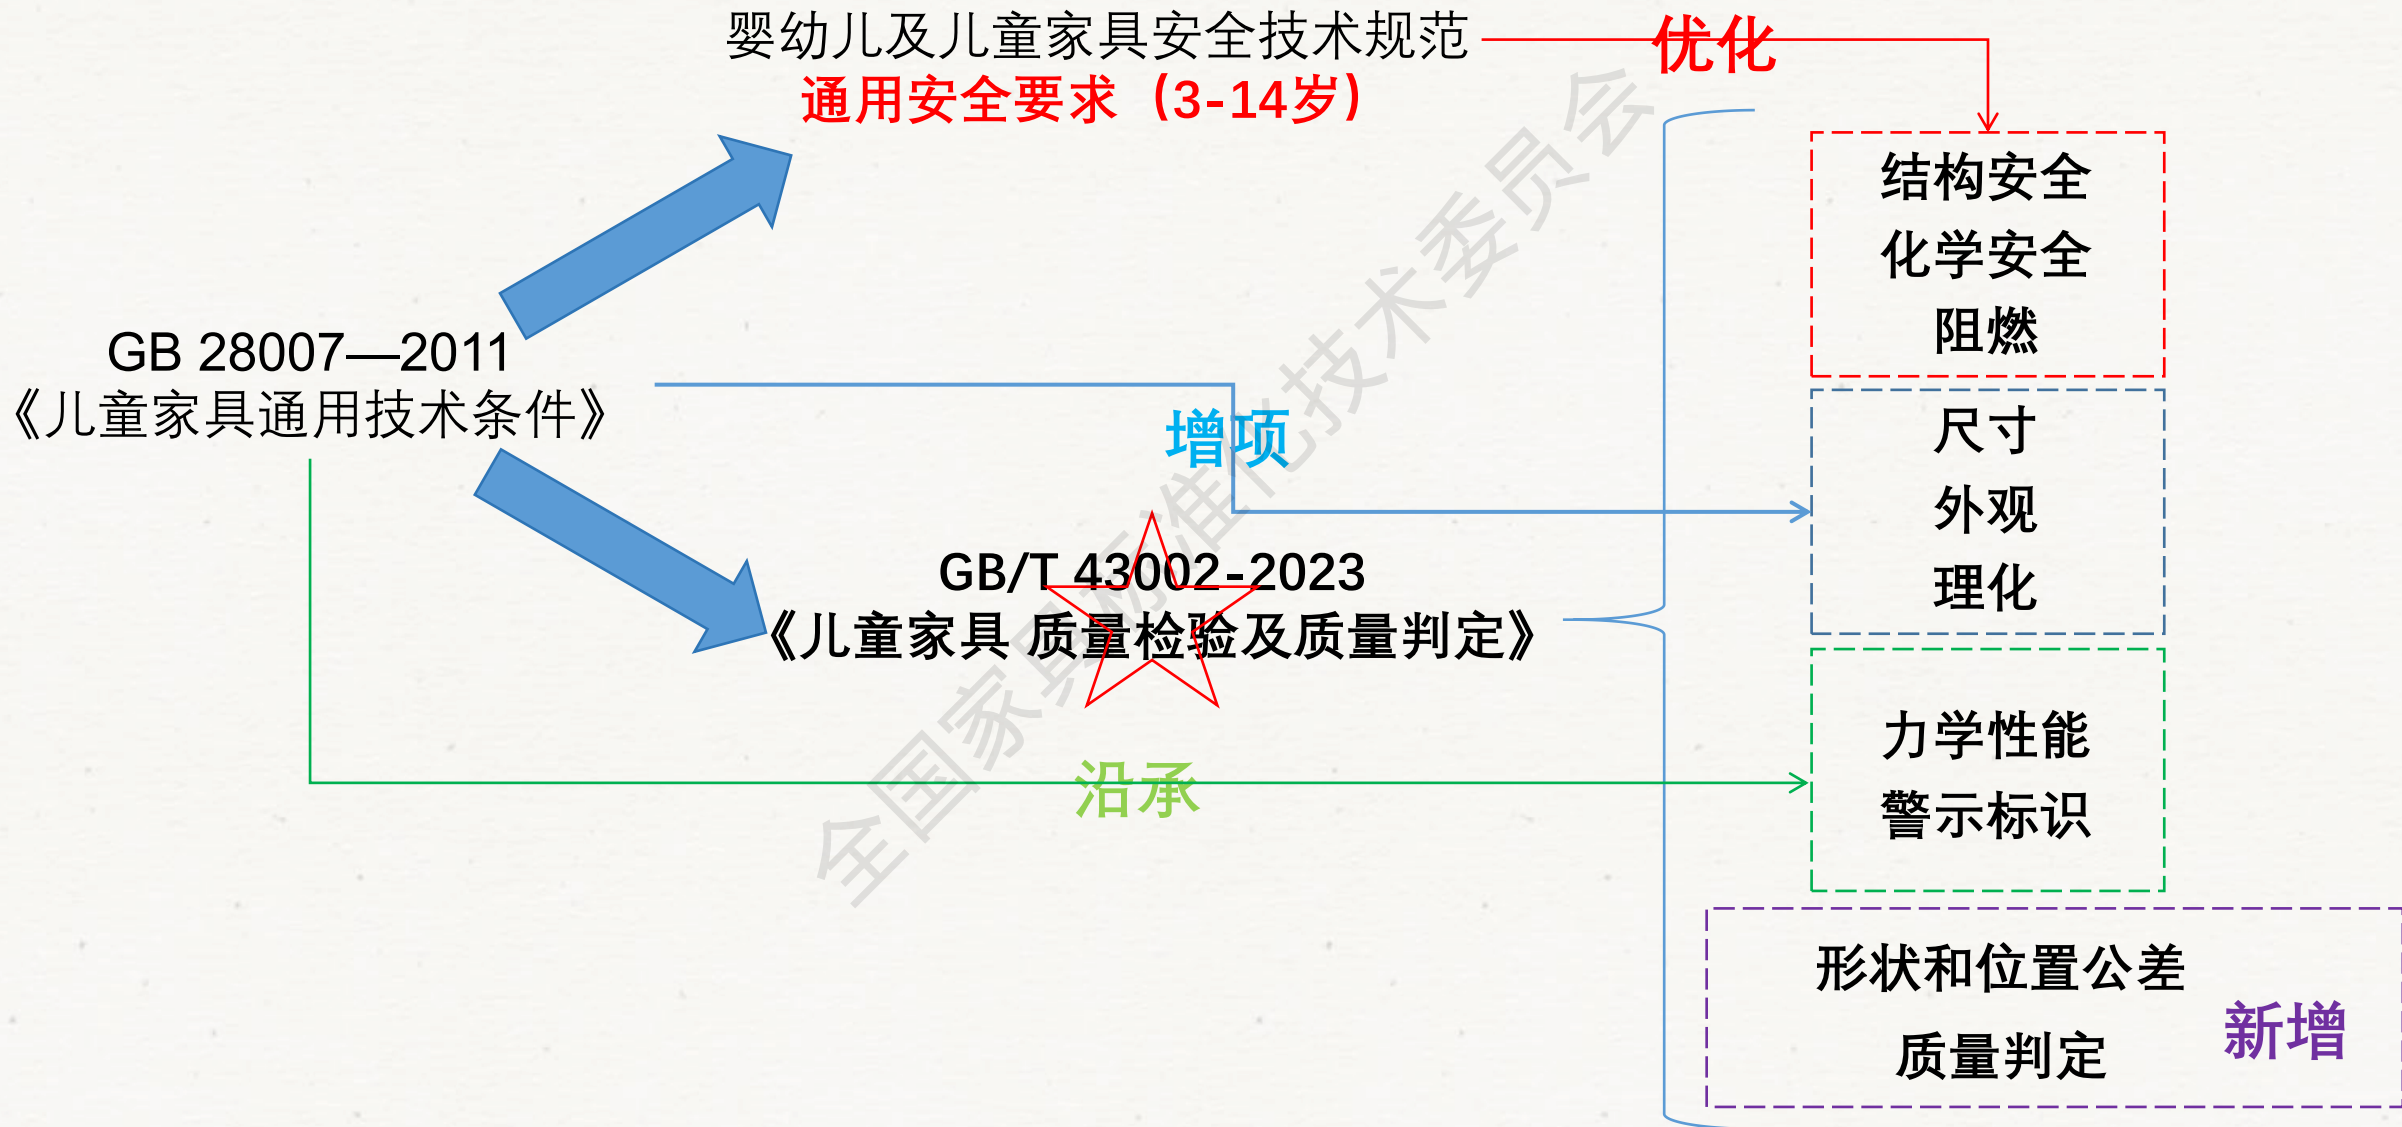 婴幼儿及儿童家具安全技术规范
通用安全要求（3-14岁）
优化
GB 28007—2011
《儿童家具通用技术条件》
增项
GB/T 43002-2023
《儿童家具 质量检验及质量判定》
沿承
结构安全
化学安全
阻燃
尺寸
外观
理化
力学性能
警示标识
形状和位置公差
质量判定
新增
全国家具标准化技术委员会